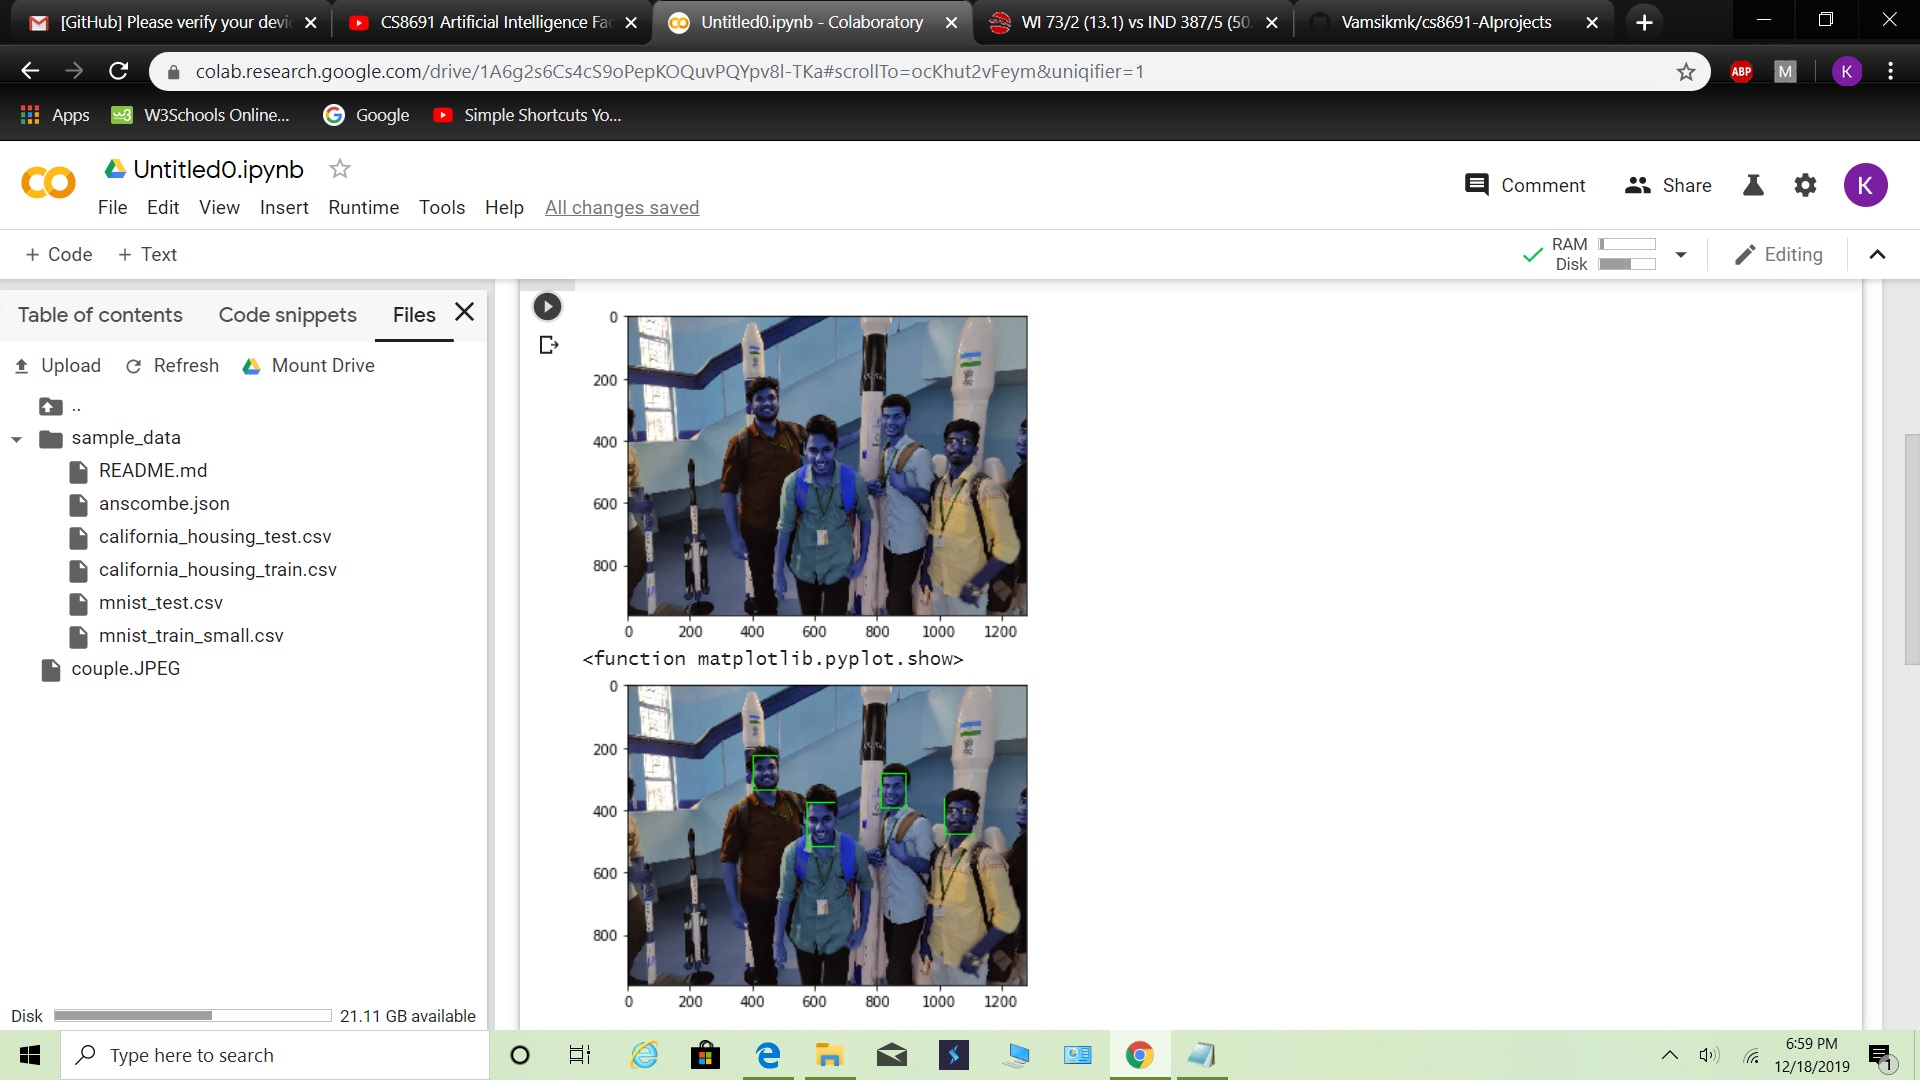 [GitHub] Please verify your devi
CS8691 Artificial Intelligence Fac
Untitled0.ipynb - Colaboratory
WI 73/2 (13.1) vs IND 387/5 (50.
Vamsikmk/cs8691-AIprojects
colab.research.google.com/drive/1A6g2s6Cs4cS9oPepKOQuvPQYpv8l-TKa#scrollTo=ocKhut2vFeym&uniqifier=1
ABP
M
K
Apps
W3Schools Online...
Google
Simple Shortcuts Yo...
Untitled0.ipynb
Comment
Share
K
File Edit View Insert Runtime Tools Help All changes saved
+ Code + Text
RAM
Disk
Editing
Table of contents Code snippets Files
Upload Refresh Mount Drive
..
sample_data
README.md
anscombe.json
california_housing_test.csv
california_housing_train.csv
mnist_test.csv
mnist_train_small.csv
couple.JPEG
Disk 21.11 GB available
0
200
400
600
800
0 200 400 600 800 1000 1200
<function matplotlib.pyplot.show>
0
200
400
600
800
0 200 400 600 800 1000 1200
Type here to search
6:59 PM
12/18/2019
1